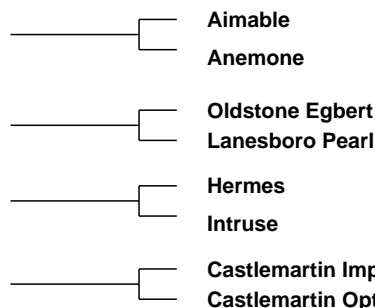 Aimable
Anemone
Oldstone Egbert
Lanesboro Pearl
Hermes
Intruse
Castlemartin
Castlemartin